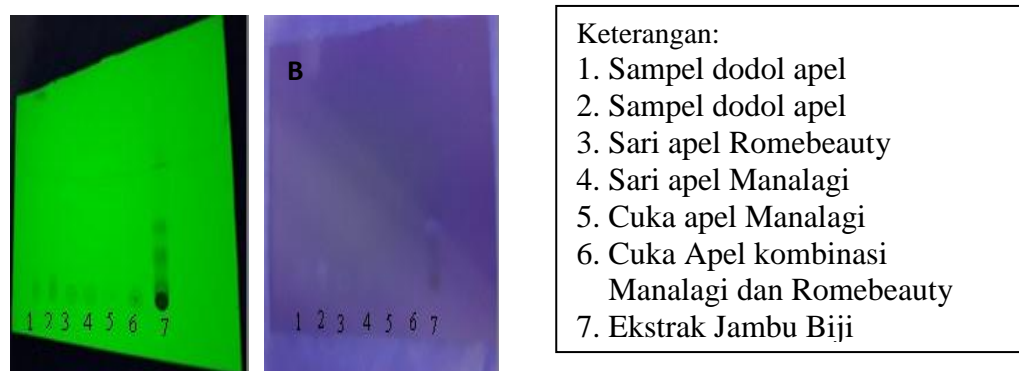 1 2 3 4 5 6 7
B
1 2 3 4 5 6 7
Keterangan:
1. Sampel dodol apel
2. Sampel dodol apel
3. Sari apel Romebeauty
4. Sari apel Manalagi
5. Cuka apel Manalagi
6. Cuka Apel kombinasi
Manalagi dan Romebeauty
7. Ekstrak Jambu Biji